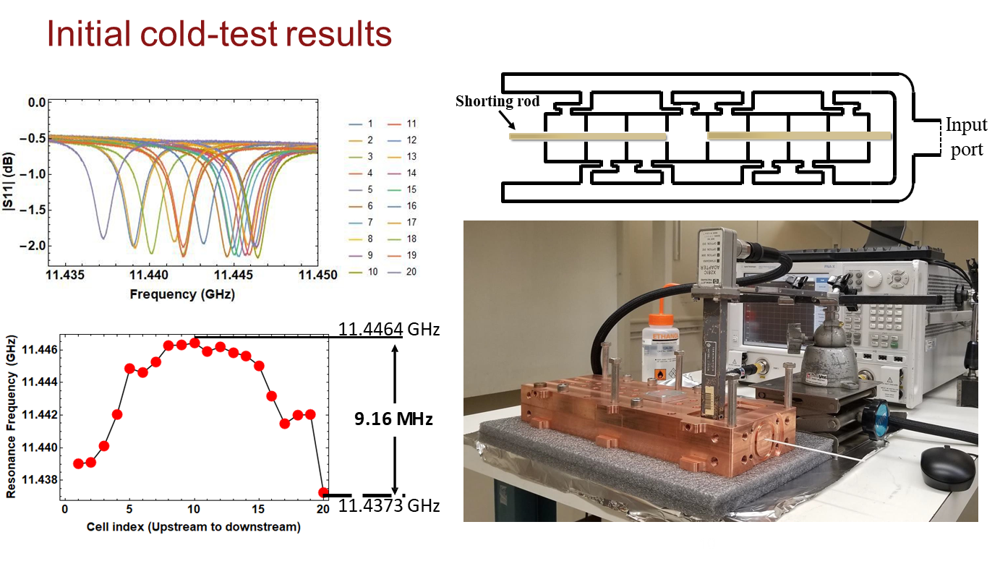 Initial cold-test results
0.0
−0.5
−1.0
−1.5
−2.0
|S11| (dB)
11.435
11.440
11.445
11.450
Frequency (GHz)
1
2
3
4
5
6
7
8
9
10
11
12
13
14
15
16
17
18
19
20
Shorting rod
Input
port
11.446
11.444
11.442
11.440
11.438
Resonance Frequency (GHz)
0
5
10
15
20
Cell index (Upstream to downstream)
11.4464 GHz
9.16 MHz
11.4373 GHz
X281C
ADAPTER
ETHANOL
PNA-X